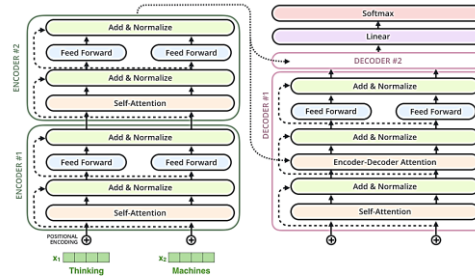 ENCODER #2
Add & Normalize
Feed Forward Feed Forward
Add & Normalize
Self-Attention
ENCODER #1
Add & Normalize
Feed Forward Feed Forward
Add & Normalize
Self-Attention
POSITIONAL
ENCODING
x₁ x₂
Thinking Machines
Softmax
Linear
DECODER #2
DECODER #1
Add & Normalize
Feed Forward Feed Forward
Add & Normalize
Encoder-Decoder Attention
Add & Normalize
Self-Attention